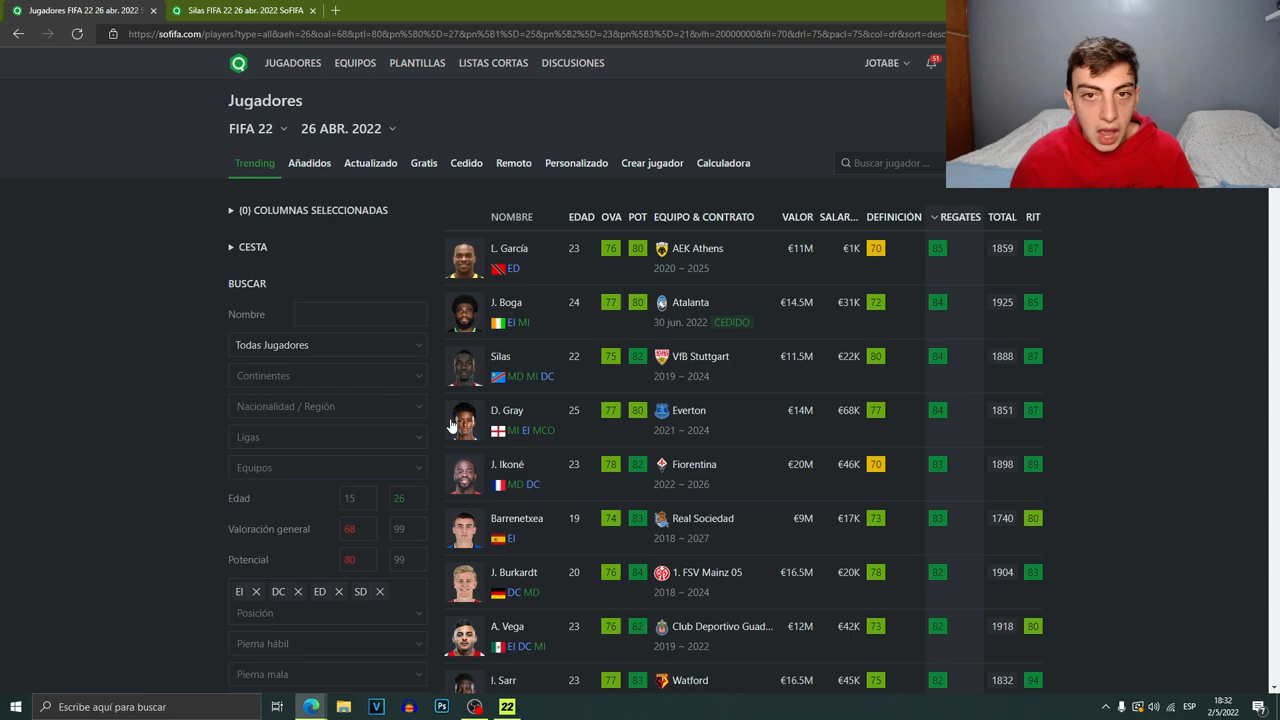 Jugadores FIFA 22 26 abr. 2022 S
Silas FIFA 22 26 abr. 2022 SoFIFA
https://sofifa.com/players?type=all&aeh=26&oal=68&ptl=80&pn%5B0%5D=27&pn%5B1%5D=25&pn%5B2%5D=23&pn%5B3%5D=21&vlh=20000000&fil=70&drl=75&pacl=75&col=dr&sort=desc
JUGADORES EQUIPOS PLANTILLAS LISTAS CORTAS DISCUSIONES JOTABE 51
Jugadores
FIFA 22 26 ABR. 2022
Trending Añadidos Actualizado Gratis Cedido Remoto Personalizado Crear jugador Calculadora Buscar jugador ...
(0) COLUMNAS SELECCIONADAS
CESTA
BUSCAR
Nombre
Todas Jugadores
Continentes
Nacionalidad / Región
Ligas
Equipos
Edad 15 26
Valoración general 68 99
Potencial 80 99
EI DC ED SD
Posición
Pierna hábil
Pierna mala
NOMBRE EDAD OVA POT EQUIPO & CONTRATO VALOR SALAR... DEFINICIÓN REGATES TOTAL RIT
L. García 23 76 80 AEK Athens €11M €1K 70 85 1859 87
ED 2020 ~ 2025
J. Boga 24 77 80 Atalanta €14.5M €31K 72 84 1925 85
EI MI 30 jun. 2022 CEDIDO
Silas 22 75 82 VfB Stuttgart €11.5M €22K 80 84 1888 87
MD MI DC 2019 ~ 2024
D. Gray 25 77 80 Everton €14M €68K 77 84 1851 87
MI EI MCO 2021 ~ 2024
J. Ikoné 23 78 82 Fiorentina €20M €46K 70 83 1898 89
MD DC 2022 ~ 2026
Barrenetxea 19 74 83 Real Sociedad €9M €17K 73 83 1740 80
EI 2018 ~ 2027
J. Burkardt 20 76 84 1. FSV Mainz 05 €16.5M €20K 78 82 1904 83
DC MD 2018 ~ 2024
A. Vega 23 76 82 Club Deportivo Guad... €12M €42K 73 82 1918 80
EI DC MI 2019 ~ 2022
I. Sarr 23 77 83 Watford €16.5M €45K 75 82 1832 94
Escribe aquí para buscar
Ps
22
ESP
18:32
2/5/2022
7